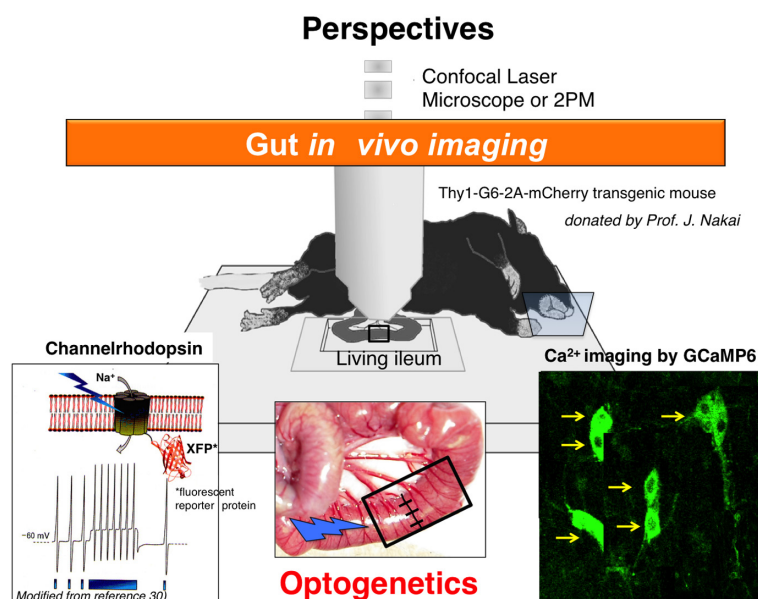 Perspectives
Confocal Laser
Microscope or 2PM
Gut in vivo imaging
Thy1-G6-2A-mCherry transgenic mouse
donated by Prof. J. Nakai
Living ileum
Channelrhodopsin
Na⁺
XFP*
*fluorescent
reporter protein
−60 mV
Modified from reference 30)
Ca²⁺ imaging by GCaMP6
Optogenetics